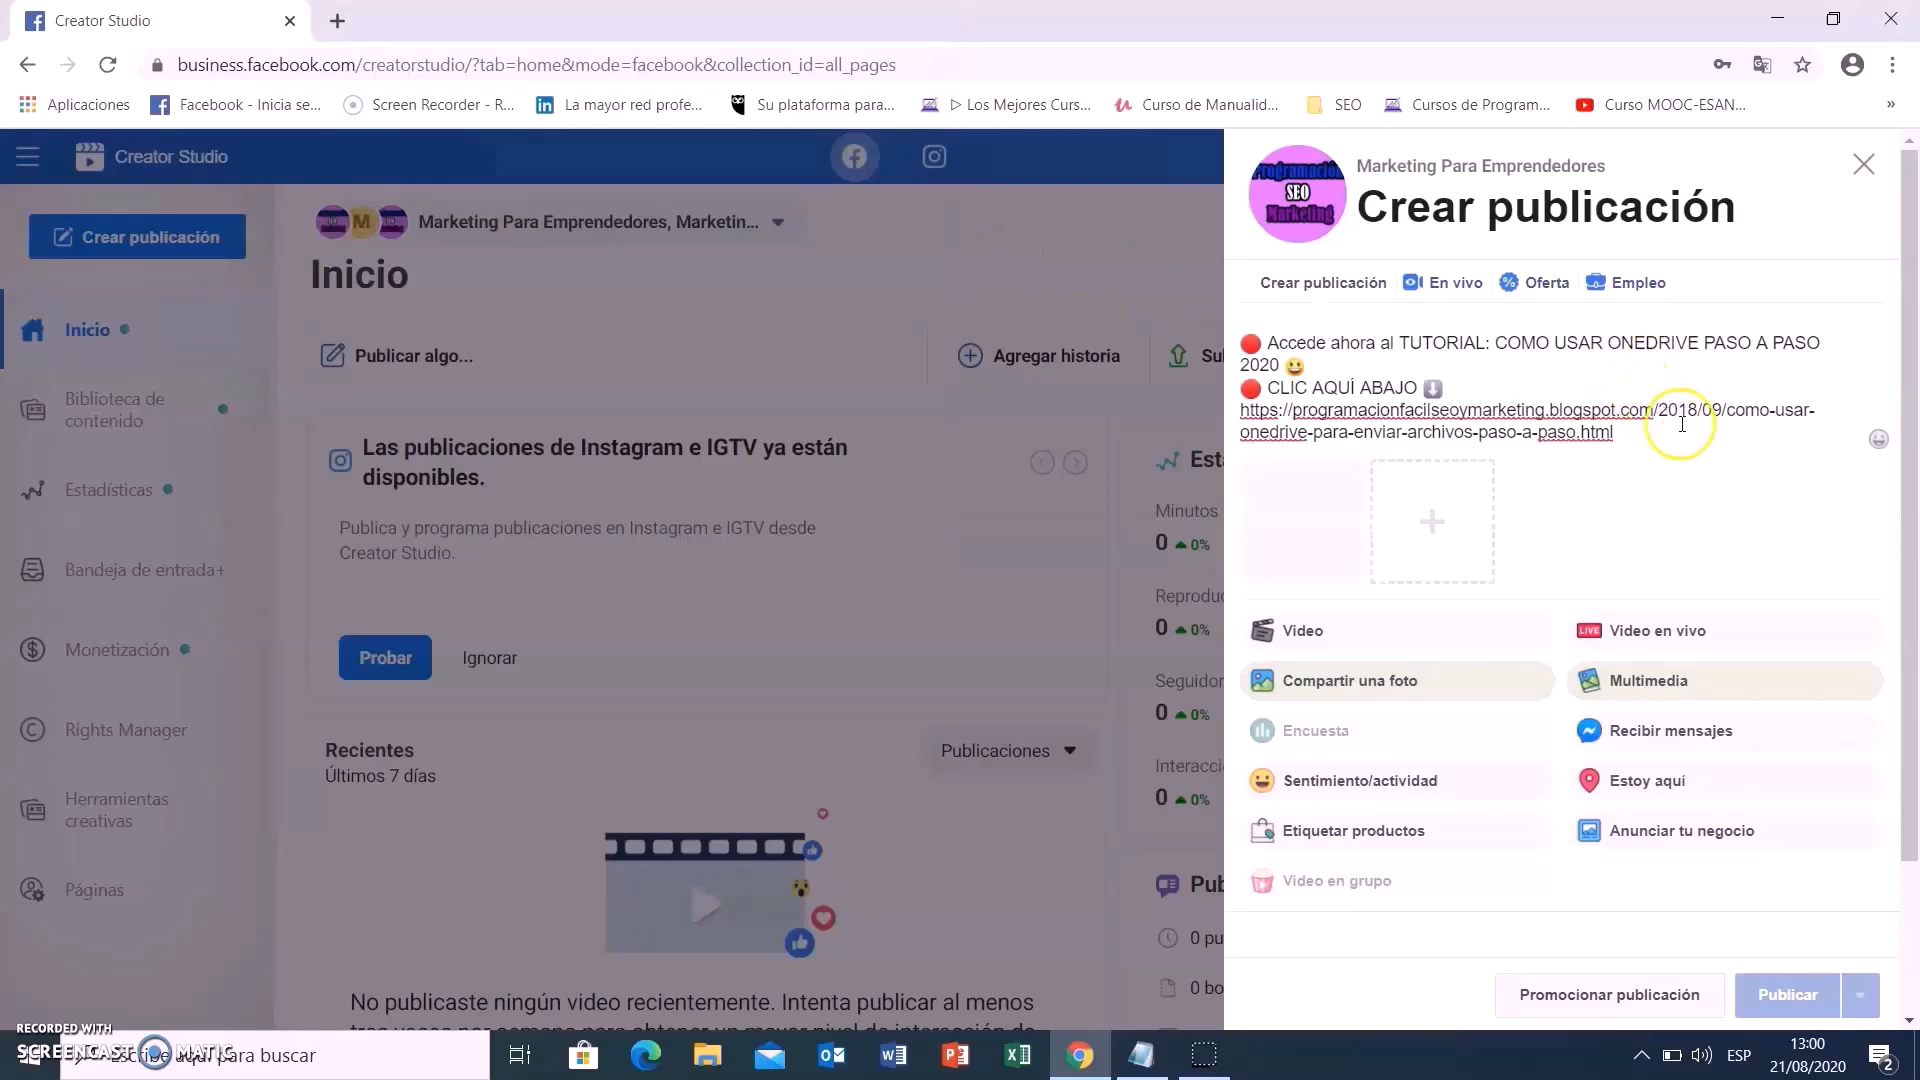 Creator Studio
business.facebook.com/creatorstudio/?tab=home&mode=facebook&collection_id=all_pages
Aplicaciones
Facebook - Inicia se...
Screen Recorder - R...
La mayor red profe...
Su plataforma para...
▷ Los Mejores Curs...
Curso de Manualid...
SEO
Cursos de Program...
Curso MOOC-ESAN...
»
Creator Studio
Crear publicación
Inicio
Biblioteca de
contenido
Estadísticas
Bandeja de entrada+
Monetización
Rights Manager
Herramientas
creativas
Páginas
M
Marketing Para Emprendedores, Marketin...
Inicio
Publicar algo...
Agregar historia
Las publicaciones de Instagram e IGTV ya están
disponibles.
Publica y programa publicaciones en Instagram e IGTV desde
Creator Studio.
Probar
Ignorar
Recientes
Últimos 7 días
Publicaciones
No publicaste ningún video recientemente. Intenta publicar al menos
Minutos
0 0%
0 0%
0 0%
0 0%
Programación
SEO
Marketing
Marketing Para Emprendedores
Crear publicación
Crear publicación
En vivo
Oferta
Empleo
🔴 Accede ahora al TUTORIAL: COMO USAR ONEDRIVE PASO A PASO
2020 😃
🔴 CLIC AQUÍ ABAJO ⬇️
https://programacionfacilseoymarketing.blogspot.com/2018/09/como-usar-
onedrive-para-enviar-archivos-paso-a-paso.html
Video
LIVE Video en vivo
Compartir una foto
Multimedia
Encuesta
Recibir mensajes
Sentimiento/actividad
Estoy aquí
Etiquetar productos
Anunciar tu negocio
Video en grupo
Promocionar publicación
Publicar
RECORDED WITH
SCREENCAST MATIC
para buscar
ESP
13:00
21/08/2020
2